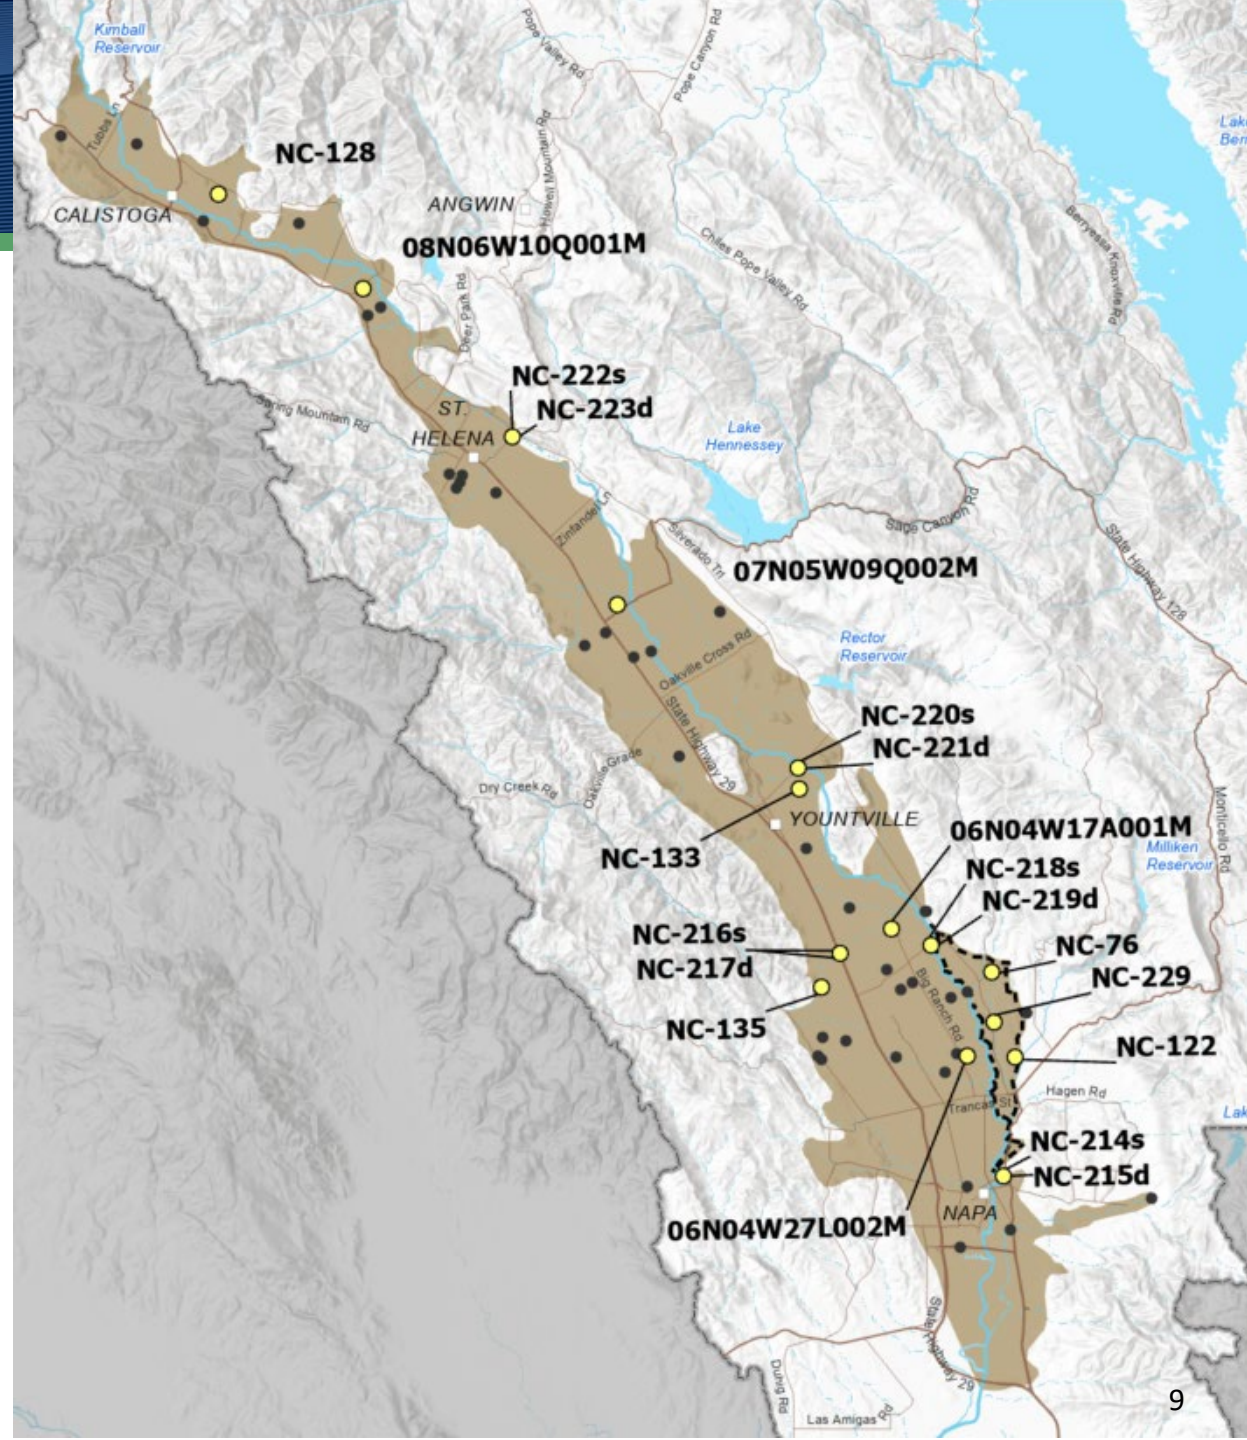 Kimball
Reservoir
Pope Valley Rd
Pope Canyon Rd
Tubbs Ln
NC-128
Howell Mountain Rd
ANGWIN
CALISTOGA
08N06W10Q001M
Chiles Pope Valley Rd
Berryessa Knoxville Rd
Deer Park Rd
NC-222s
NC-223d
Spring Mountain Rd
ST.
HELENA
Lake
Hennessey
Zinfandel Ln
Silverado Trl
Sage Canyon Rd
State Highway 128
07N05W09Q002M
Oakville Cross Rd
Rector
Reservoir
State Highway 29
NC-220s
NC-221d
Oakville Grade
Dry Creek Rd
YOUNTVILLE
NC-133
06N04W17A001M
Monticello Rd
Milliken
Reservoir
NC-218s
NC-219d
NC-216s
NC-217d
NC-76
NC-229
Big Ranch Rd
NC-135
NC-122
Hagen Rd
Trancas St
Lak
NC-214s
NC-215d
NAPA
06N04W27L002M
State Highway 29
Duhig Rd
Las Amigas Rd
9